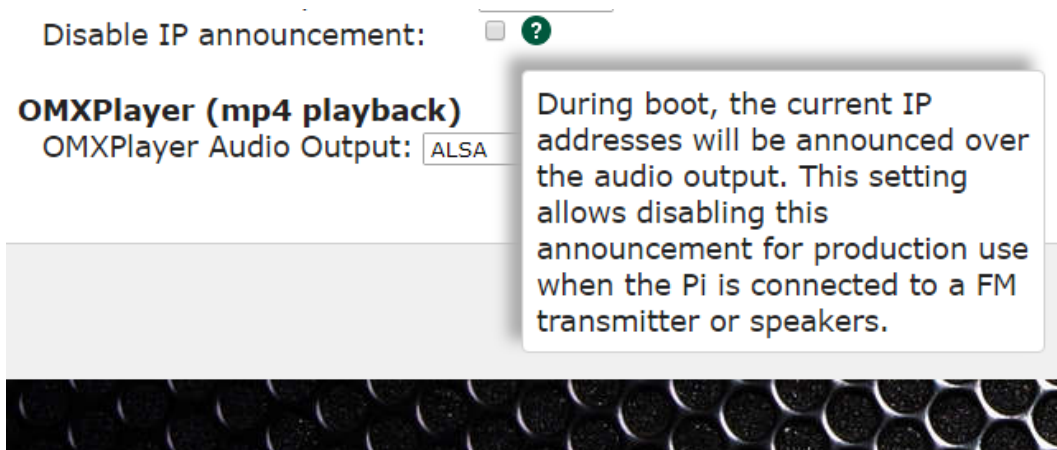 Disable IP announcement:
?
OMXPlayer (mp4 playback)
OMXPlayer Audio Output: ALSA
During boot, the current IP
addresses will be announced over
the audio output. This setting
allows disabling this
announcement for production use
when the Pi is connected to a FM
transmitter or speakers.